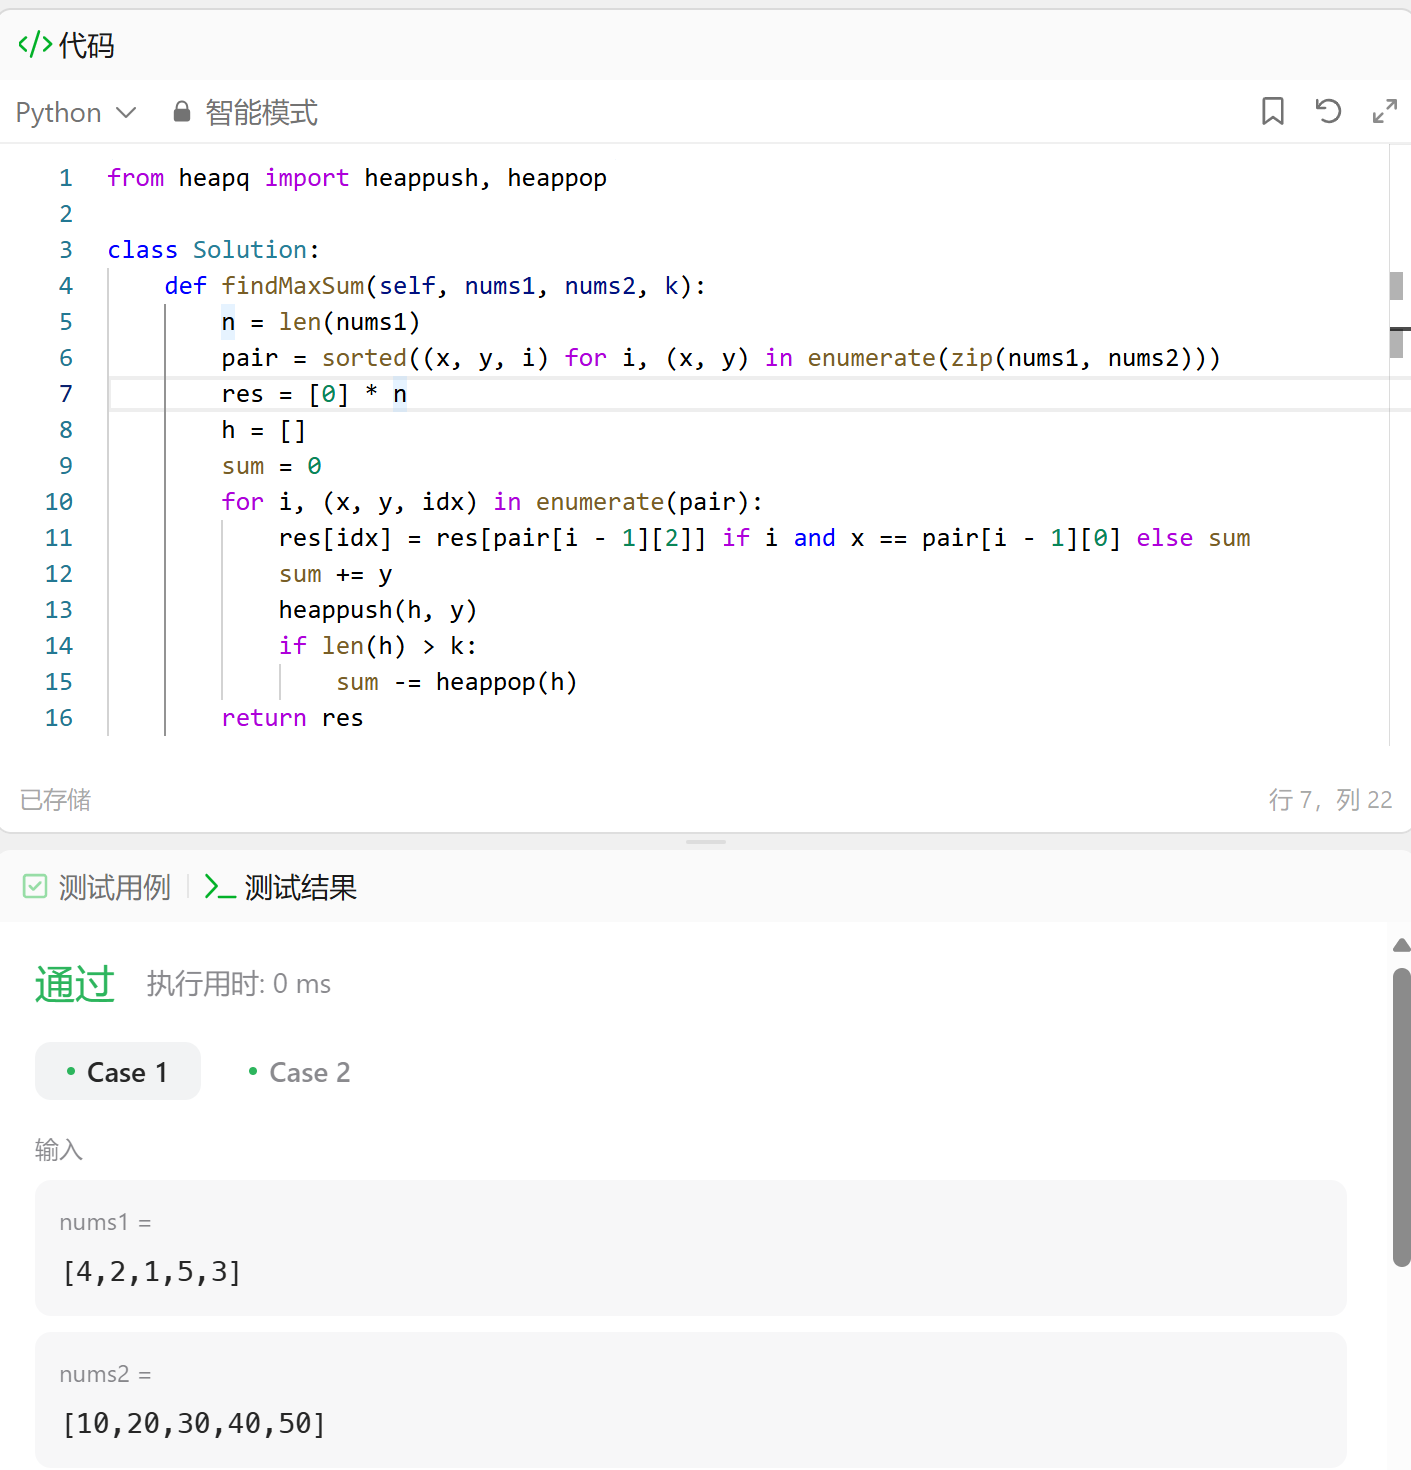 </> 代码
Python 智能模式
1 from heapq import heappush, heappop
2
3 class Solution:
4     def findMaxSum(self, nums1, nums2, k):
5         n = len(nums1)
6         pair = sorted((x, y, i) for i, (x, y) in enumerate(zip(nums1, nums2)))
7         res = [0] * n
8         h = []
9         sum = 0
10         for i, (x, y, idx) in enumerate(pair):
11             res[idx] = res[pair[i - 1][2]] if i and x == pair[i - 1][0] else sum
12             sum += y
13             heappush(h, y)
14             if len(h) > k:
15                 sum -= heappop(h)
16         return res
已存储 行 7，列 22
测试用例 >_ 测试结果
通过 执行用时: 0 ms
Case 1 Case 2
输入
nums1 =
[4,2,1,5,3]
nums2 =
[10,20,30,40,50]